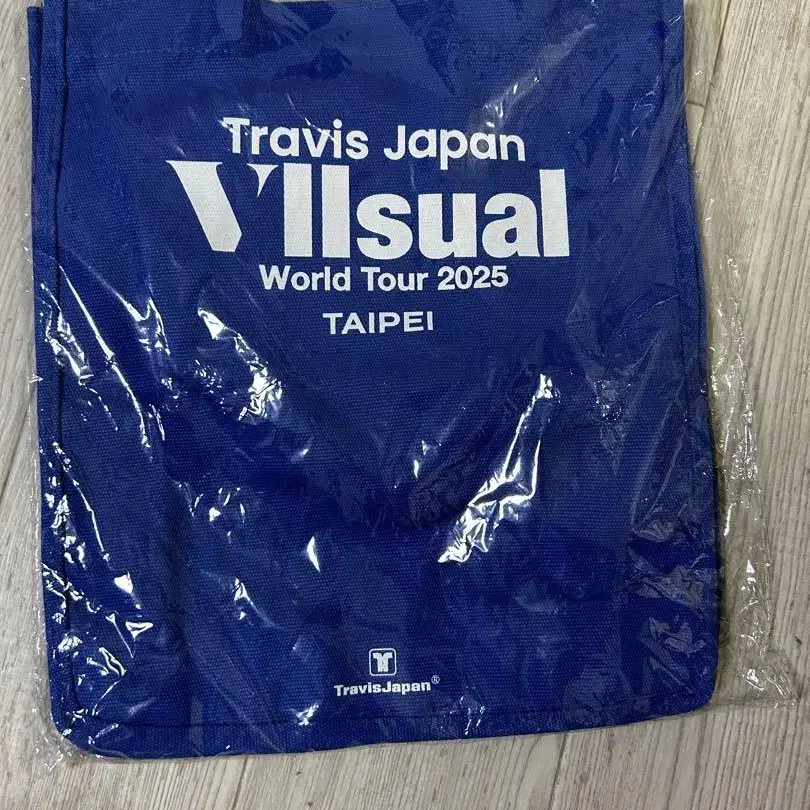 Travis Japan
VIIsual
World Tour 2025
TAIPEI
TravisJapan®